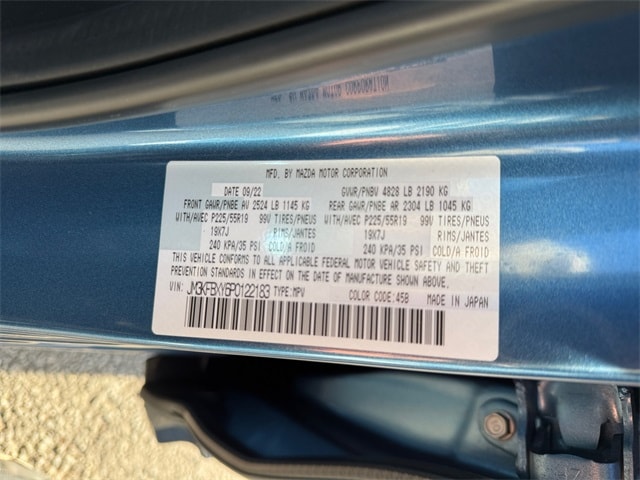 MFD. BY MAZDA MOTOR CORPORATION
DATE 09/22 GVWR/PNBV 4828 LB 2190 KG
FRONT GAWR/PNBE AV 2524 LB 1145 KG REAR GAWR/PNBE AR 2304 LB 1045 KG
WITH/AVEC P225/55R19 99V TIRES/PNEUS WITH/AVEC P225/55R19 99V TIRES/PNEUS
19X7J RIMS/JANTES 19X7J RIMS/JANTES
240 KPA/35 PSI COLD/A FROID 240 KPA/35 PSI COLD/A FROID
THIS VEHICLE CONFORMS TO ALL APPLICABLE FEDERAL MOTOR VEHICLE SAFETY AND THEFT
PREVENTION STANDARDS IN EFFECT ON THE DATE OF MANUFACTURE SHOWN ABOVE.
VIN: JM3KFBXY6P0122183 TYPE: MPV COLOR CODE: 45B MADE IN JAPAN